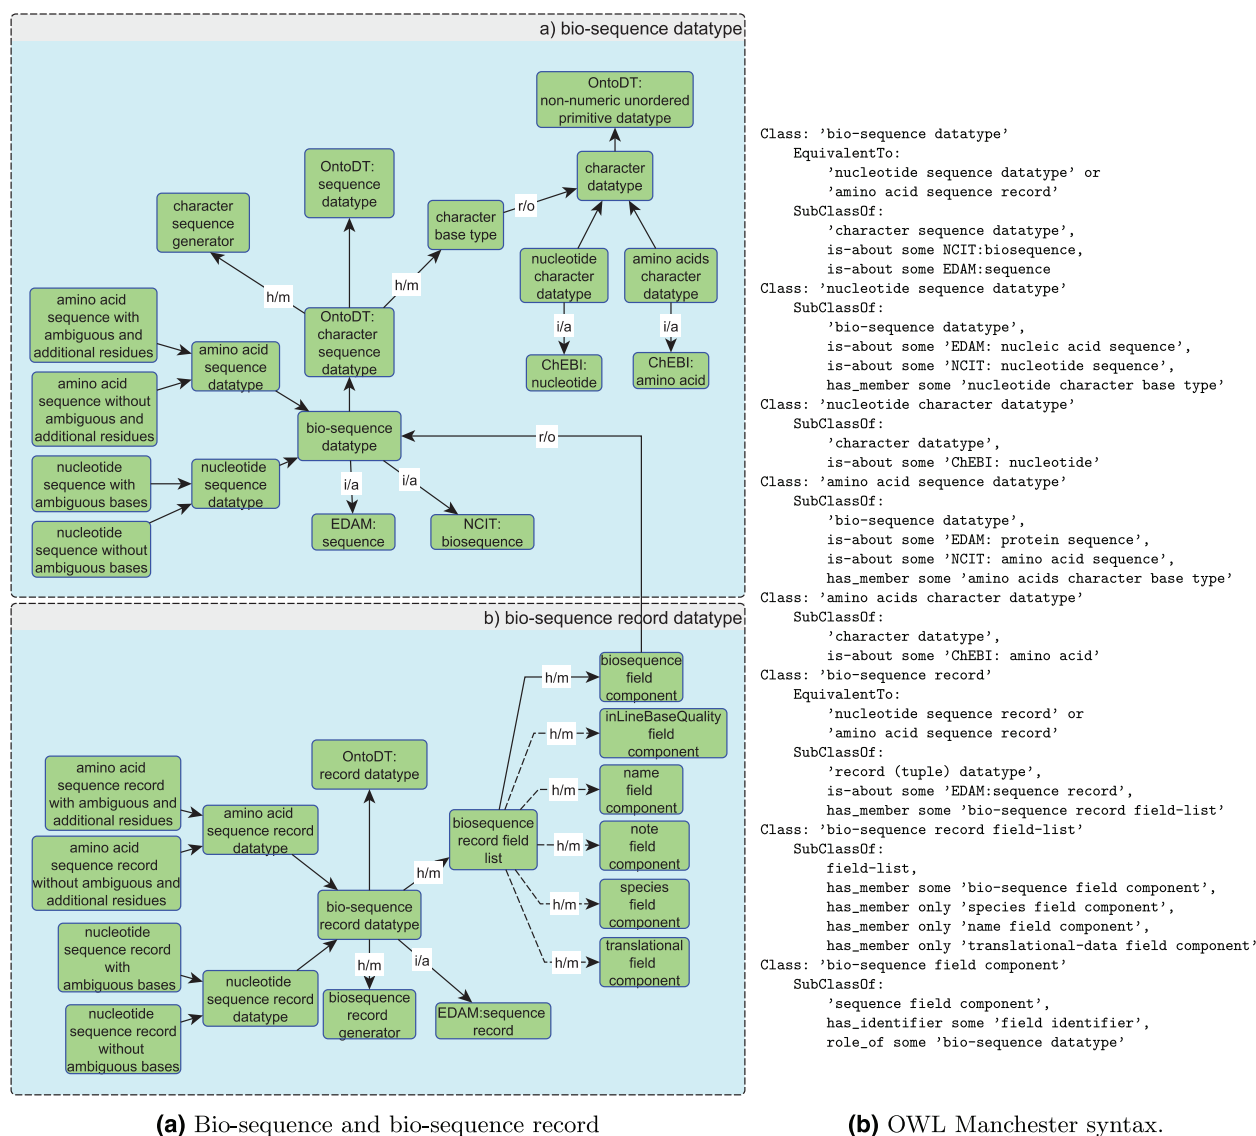 a) bio-sequence datatype
OntoDT:
non-numeric unordered
primitive datatype
OntoDT:
sequence
datatype
character
datatype
character
sequence
generator
character
base type
r/o
nucleotide
character
datatype
amino acids
character
datatype
h/m
h/m
amino acid
sequence with
ambiguous and
additional residues
OntoDT:
character
sequence
datatype
i/a
i/a
amino acid
sequence
datatype
ChEBI:
nucleotide
ChEBI:
amino acid
amino acid
sequence without
ambiguous and
additional residues
bio-sequence
datatype
r/o
nucleotide
sequence with
ambiguous bases
nucleotide
sequence
datatype
i/a
i/a
EDAM:
sequence
NCIT:
biosequence
nucleotide
sequence without
ambiguous bases
b) bio-sequence record datatype
biosequence
field
component
h/m
inLineBaseQuality
field
component
h/m
OntoDT:
record datatype
amino acid
sequence record
with ambiguous and
additional residues
name
field
component
h/m
amino acid
sequence record
datatype
biosequence
record field
list
note
field
component
h/m
amino acid
sequence record
without ambiguous and
additional residues
h/m
species
field
component
h/m
bio-sequence
record datatype
nucleotide
sequence record
with
ambiguous bases
translational
field
component
h/m
h/m
i/a
nucleotide
sequence record
datatype
biosequence
record
generator
EDAM:sequence
record
nucleotide
sequence record
without
ambiguous bases
(a) Bio-sequence and bio-sequence record
Class: ’bio-sequence datatype’
EquivalentTo:
’nucleotide sequence datatype’ or
’amino acid sequence record’
SubClassOf:
’character sequence datatype’,
is-about some NCIT:biosequence,
is-about some EDAM:sequence
Class: ’nucleotide sequence datatype’
SubClassOf:
’bio-sequence datatype’,
is-about some ’EDAM: nucleic acid sequence’,
is-about some ’NCIT: nucleotide sequence’,
has_member some ’nucleotide character base type’
Class: ’nucleotide character datatype’
SubClassOf:
’character datatype’,
is-about some ’ChEBI: nucleotide’
Class: ’amino acid sequence datatype’
SubClassOf:
’bio-sequence datatype’,
is-about some ’EDAM: protein sequence’,
is-about some ’NCIT: amino acid sequence’,
has_member some ’amino acids character base type’
Class: ’amino acids character datatype’
SubClassOf:
’character datatype’,
is-about some ’ChEBI: amino acid’
Class: ’bio-sequence record’
EquivalentTo:
’nucleotide sequence record’ or
’amino acid sequence record’
SubClassOf:
’record (tuple) datatype’,
is-about some ’EDAM:sequence record’,
has_member some ’bio-sequence record field-list’
Class: ’bio-sequence record field-list’
SubClassOf:
field-list,
has_member some ’bio-sequence field component’,
has_member only ’species field component’,
has_member only ’name field component’,
has_member only ’translational-data field component’
Class: ’bio-sequence field component’
SubClassOf:
’sequence field component’,
has_identifier some ’field identifier’,
role_of some ’bio-sequence datatype’
(b) OWL Manchester syntax.